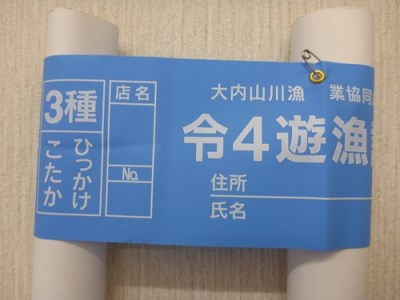 3種
ひっかけ
こたか
店名
No.
大内山川漁 業協同
令4遊漁
住所
氏名